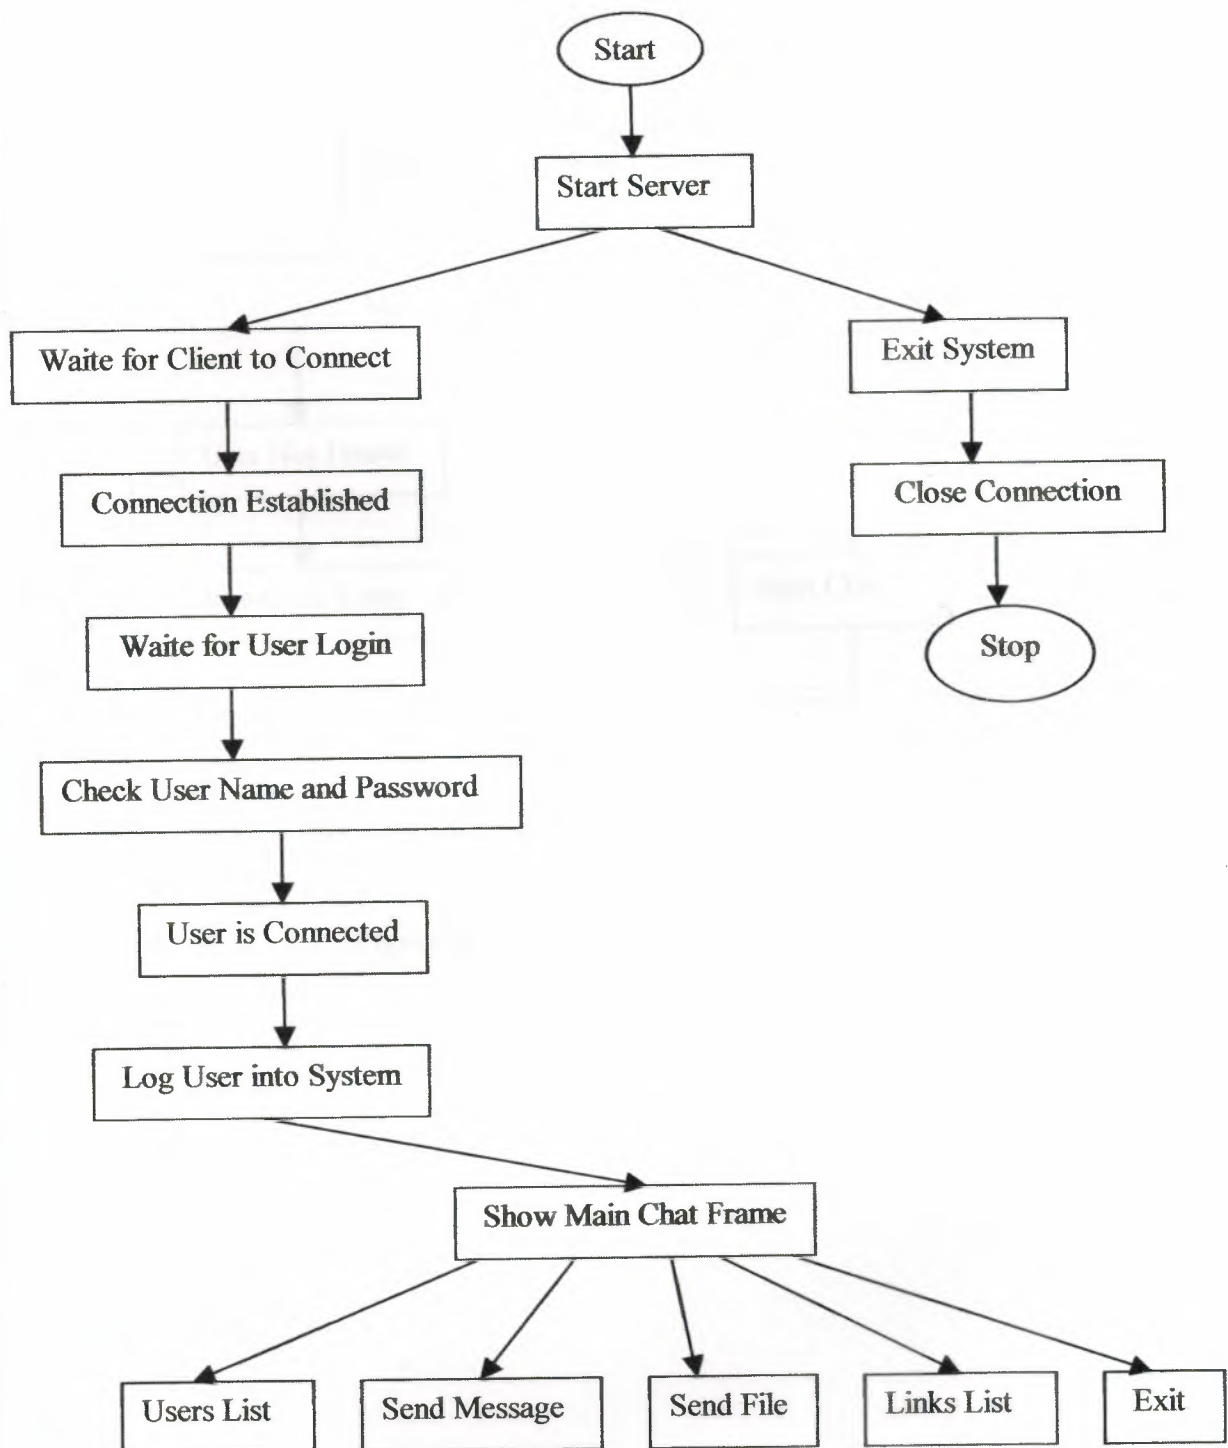 Start
Start Server
Waite for Client to Connect
Exit System
Connection Established
Close Connection
Waite for User Login
Stop
Check User Name and Password
User is Connected
Log User into System
Show Main Chat Frame
Users List
Send Message
Send File
Links List
Exit